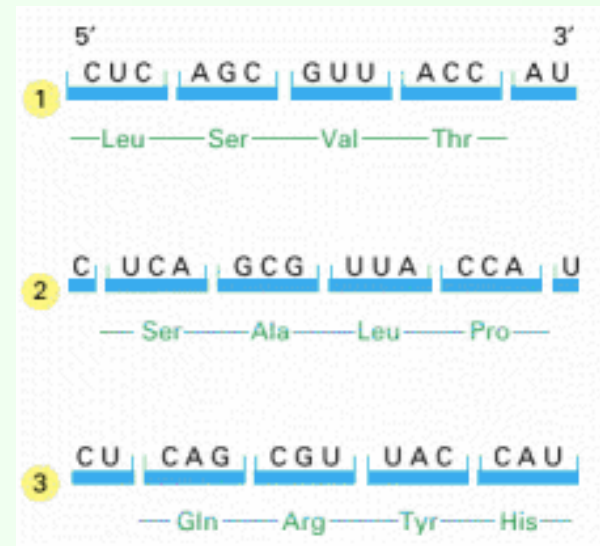 5′ 3′
CUC AGC GUU ACC AU
1
Leu Ser Val Thr
C UCA GCG UUA CCA U
2
Ser Ala Leu Pro
CU CAG CGU UAC CAU
3
Gln Arg Tyr His